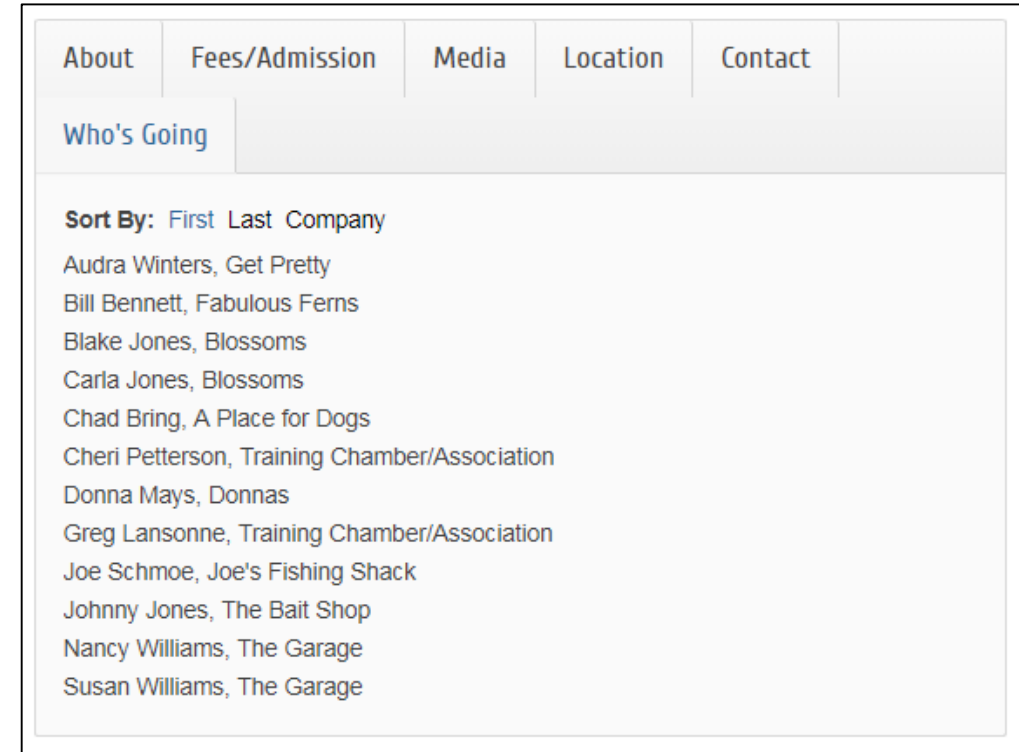 About Fees/Admission Media Location Contact
Who's Going
Sort By: First Last Company
Audra Winters, Get Pretty
Bill Bennett, Fabulous Ferns
Blake Jones, Blossoms
Carla Jones, Blossoms
Chad Bring, A Place for Dogs
Cheri Petterson, Training Chamber/Association
Donna Mays, Donnas
Greg Lansonne, Training Chamber/Association
Joe Schmoe, Joe's Fishing Shack
Johnny Jones, The Bait Shop
Nancy Williams, The Garage
Susan Williams, The Garage